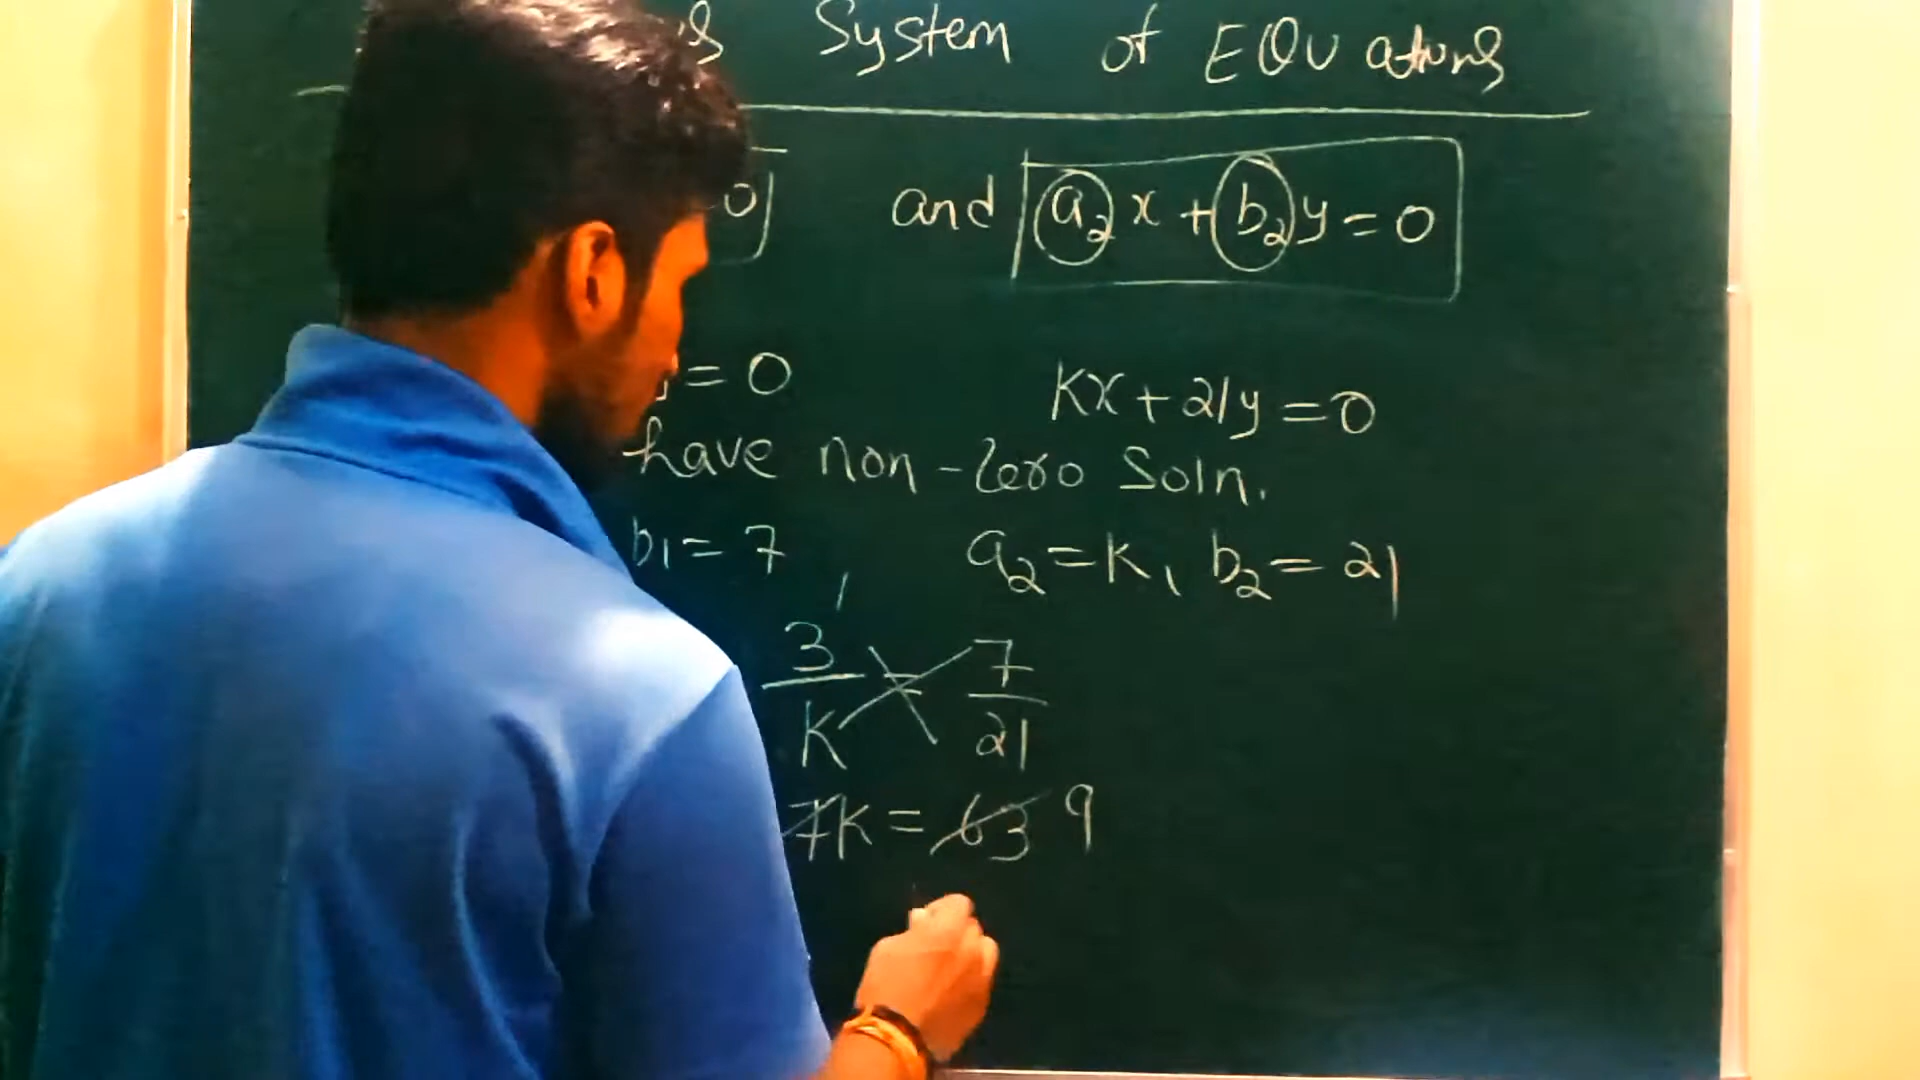 System of EQUations
0 and a₂x + b₂y = 0
= 0 Kx + 21y = 0
have non-zero Soln.
b₁ = 7, a₂ = K, b₂ = 21
3/K = 7/21
7K = 63 9